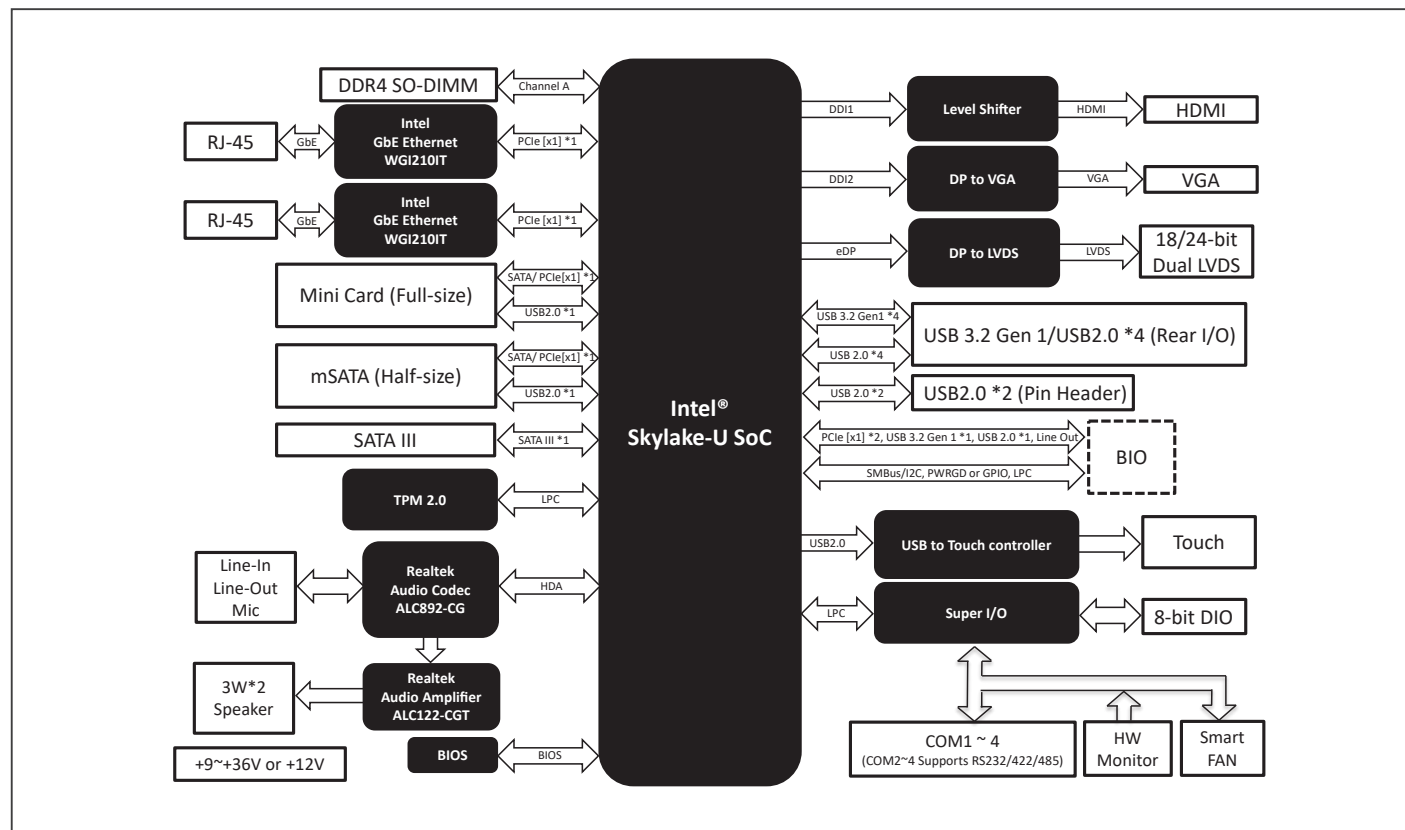 DDR4 SO-DIMM
Channel A
RJ-45
GbE
Intel
GbE Ethernet
WGI210IT
PCIe [x1] *1
RJ-45
GbE
Intel
GbE Ethernet
WGI210IT
PCIe [x1] *1
Mini Card (Full-size)
SATA/ PCIe[x1] *1
USB2.0 *1
mSATA (Half-size)
SATA/ PCIe[x1] *1
USB2.0 *1
SATA III
SATA III *1
TPM 2.0
LPC
Line-In
Line-Out
Mic
Realtek
Audio Codec
ALC892-CG
HDA
3W*2
Speaker
Realtek
Audio Amplifier
ALC122-CGT
+9~+36V or +12V
BIOS
BIOS
Intel®
Skylake-U SoC
DDI1
Level Shifter
HDMI
HDMI
DDI2
DP to VGA
VGA
VGA
eDP
DP to LVDS
LVDS
18/24-bit
Dual LVDS
USB 3.2 Gen1 *4
USB 2.0 *4
USB 3.2 Gen 1/USB2.0 *4 (Rear I/O)
USB 2.0 *2
USB2.0 *2 (Pin Header)
PCIe [x1] *2, USB 3.2 Gen 1 *1, USB 2.0 *1, Line Out
SMBus/I2C, PWRGD or GPIO, LPC
BIO
USB2.0
USB to Touch controller
Touch
LPC
Super I/O
8-bit DIO
COM1 ~ 4
(COM2~4 Supports RS232/422/485)
HW
Monitor
Smart
FAN